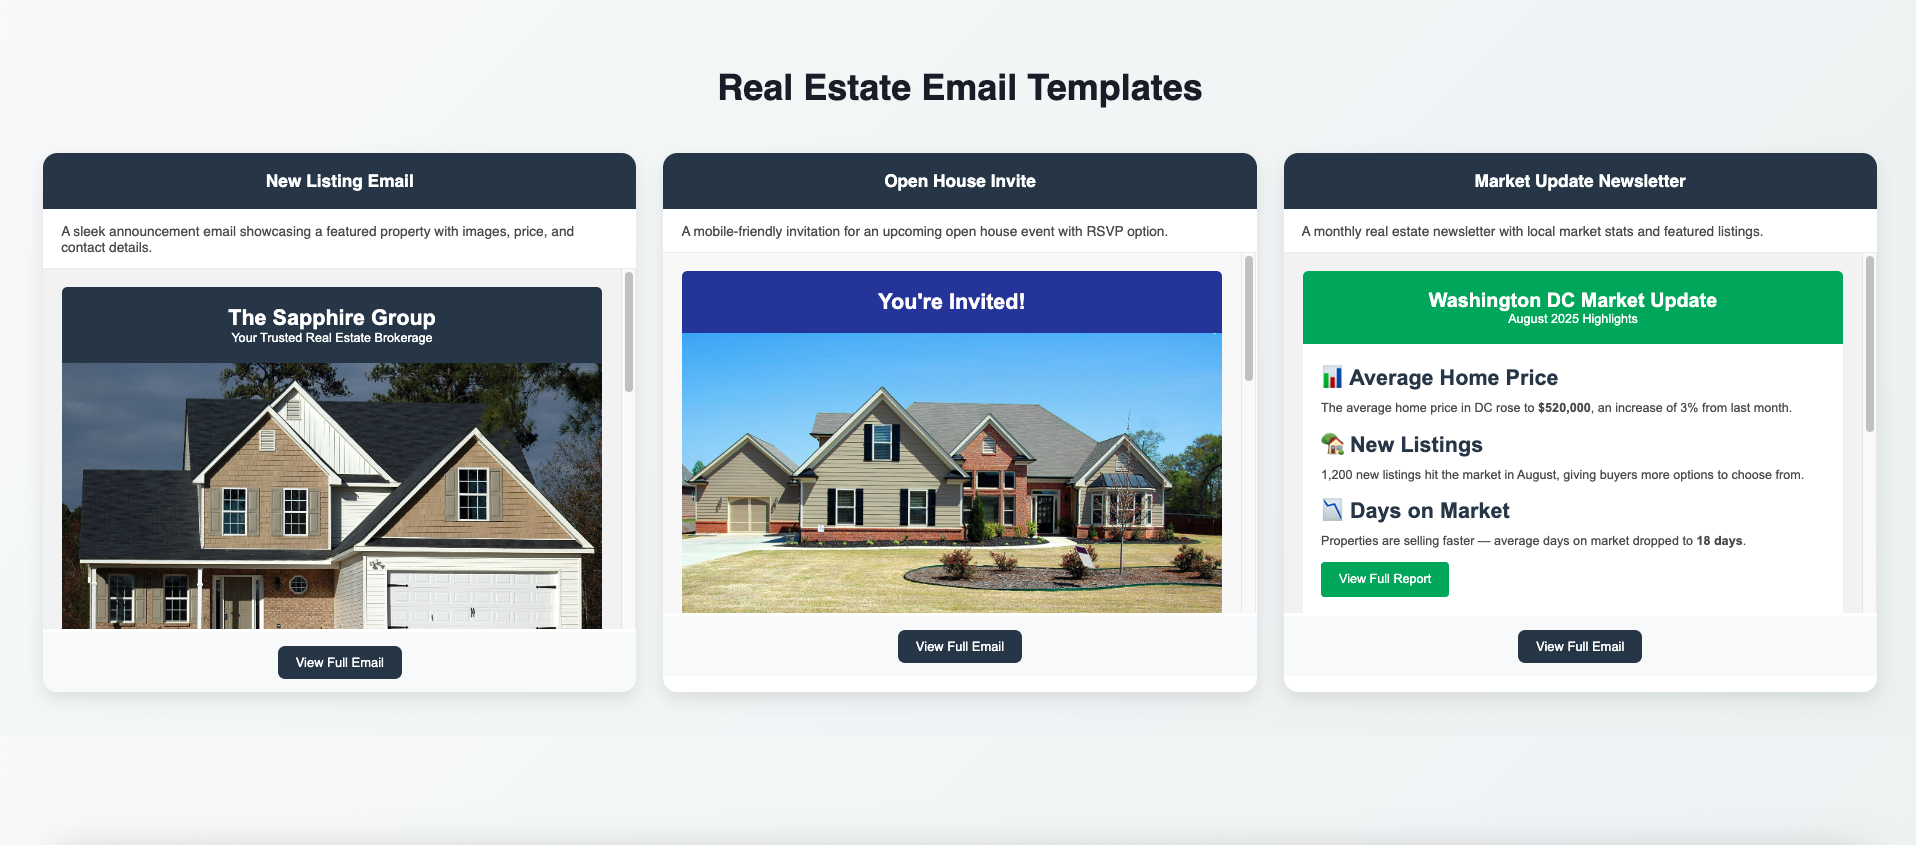 Real Estate Email Templates
New Listing Email
A sleek announcement email showcasing a featured property with images, price, and
contact details.
The Sapphire Group
Your Trusted Real Estate Brokerage
View Full Email
Open House Invite
A mobile-friendly invitation for an upcoming open house event with RSVP option.
You're Invited!
View Full Email
Market Update Newsletter
A monthly real estate newsletter with local market stats and featured listings.
Washington DC Market Update
August 2025 Highlights
📊 Average Home Price
The average home price in DC rose to $520,000, an increase of 3% from last month.
🏡 New Listings
1,200 new listings hit the market in August, giving buyers more options to choose from.
📉 Days on Market
Properties are selling faster — average days on market dropped to 18 days.
View Full Report
View Full Email